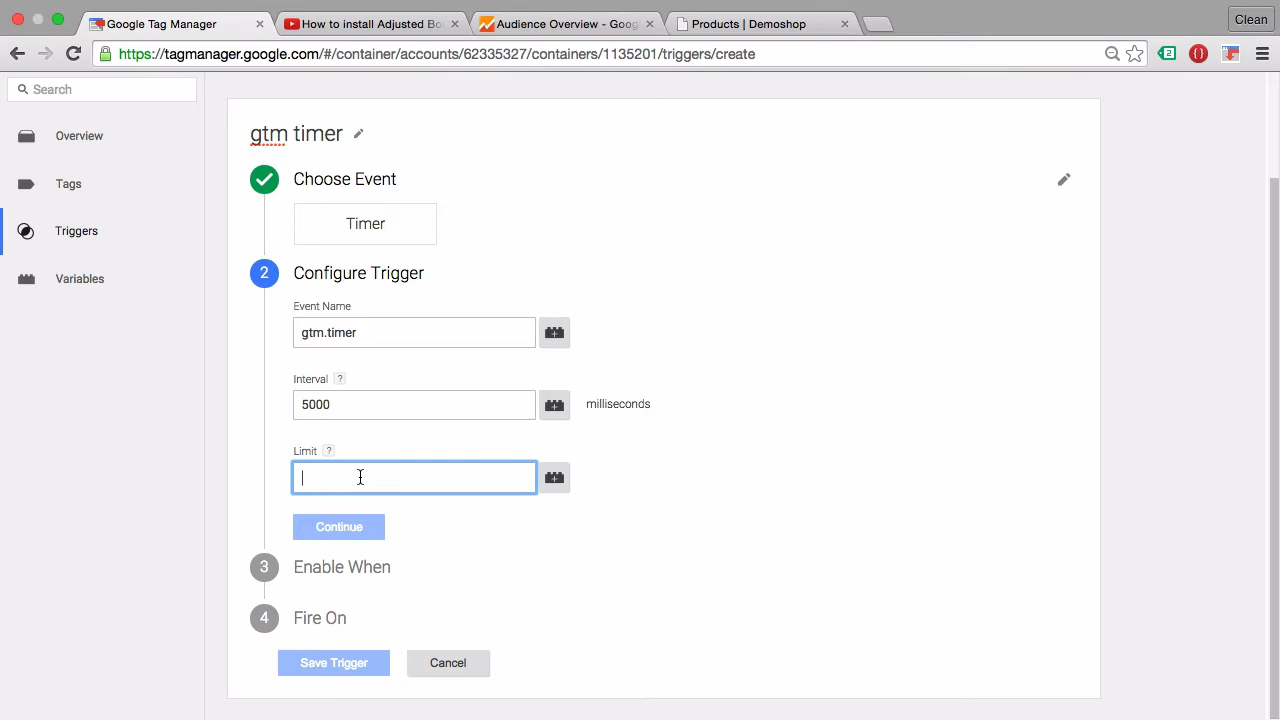 Google Tag Manager
How to install Adjusted Bo
Audience Overview - Goog
Products | Demoshop
Clean
https://tagmanager.google.com/#/container/accounts/62335327/containers/1135201/triggers/create
Search
Overview
Tags
Triggers
Variables
gtm timer
Choose Event
Timer
2 Configure Trigger
Event Name
gtm.timer
Interval ?
5000 milliseconds
Limit ?
Continue
3 Enable When
4 Fire On
Save Trigger Cancel